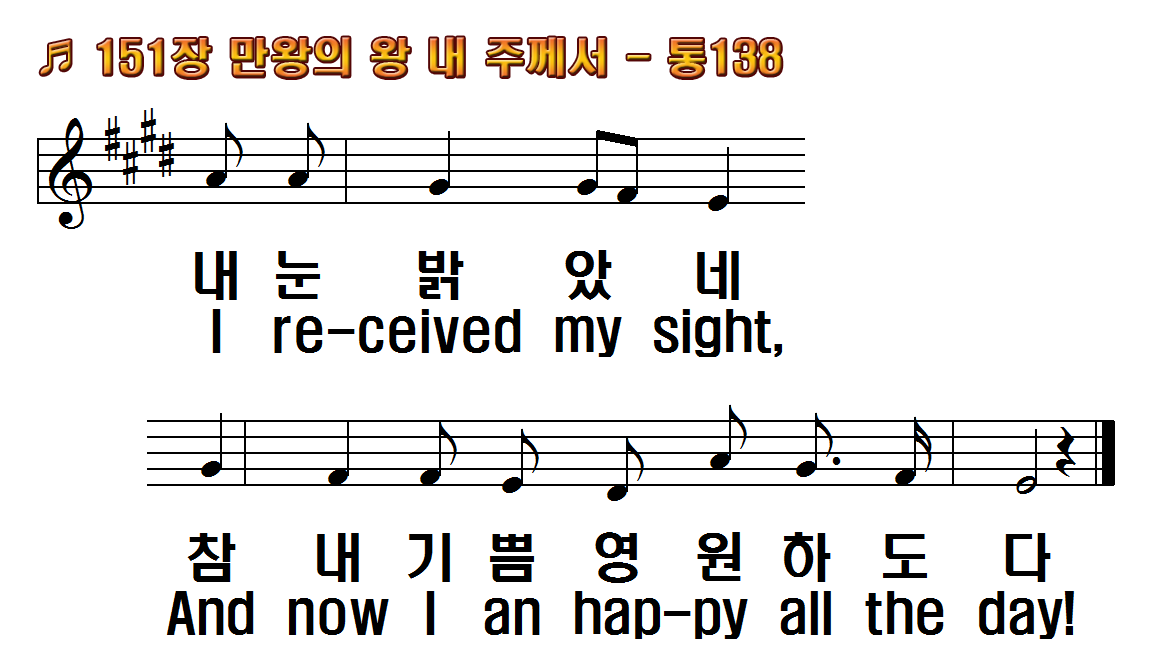 ♬ 151장 만왕의 왕 내 주께서 - 통138
내 눈 밝 았 네
I re-ceived my sight,
참 내 기 쁨 영 원 하 도 다
And now I an hap-py all the day!